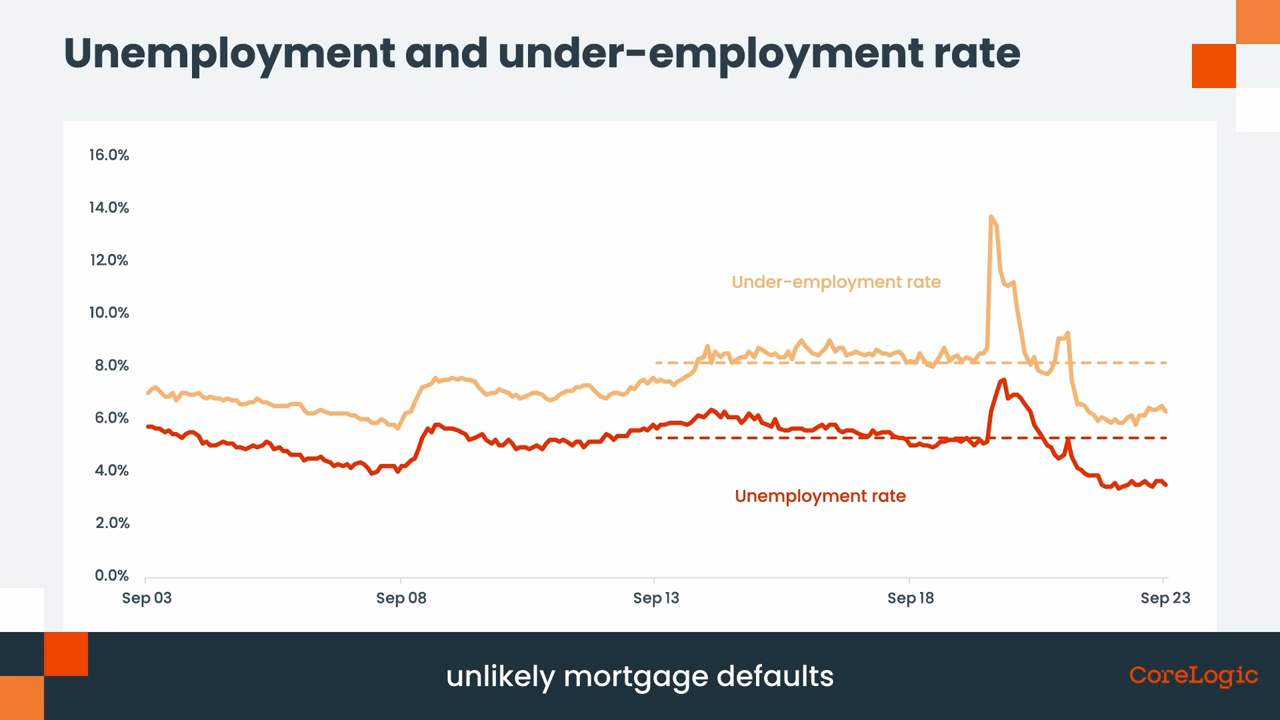 Unemployment and under-employment rate
16.0%
14.0%
12.0%
10.0%
8.0%
6.0%
4.0%
2.0%
0.0%
Under-employment rate
Unemployment rate
Sep 03 Sep 08 Sep 13 Sep 18 Sep 23
unlikely mortgage defaults
CoreLogic